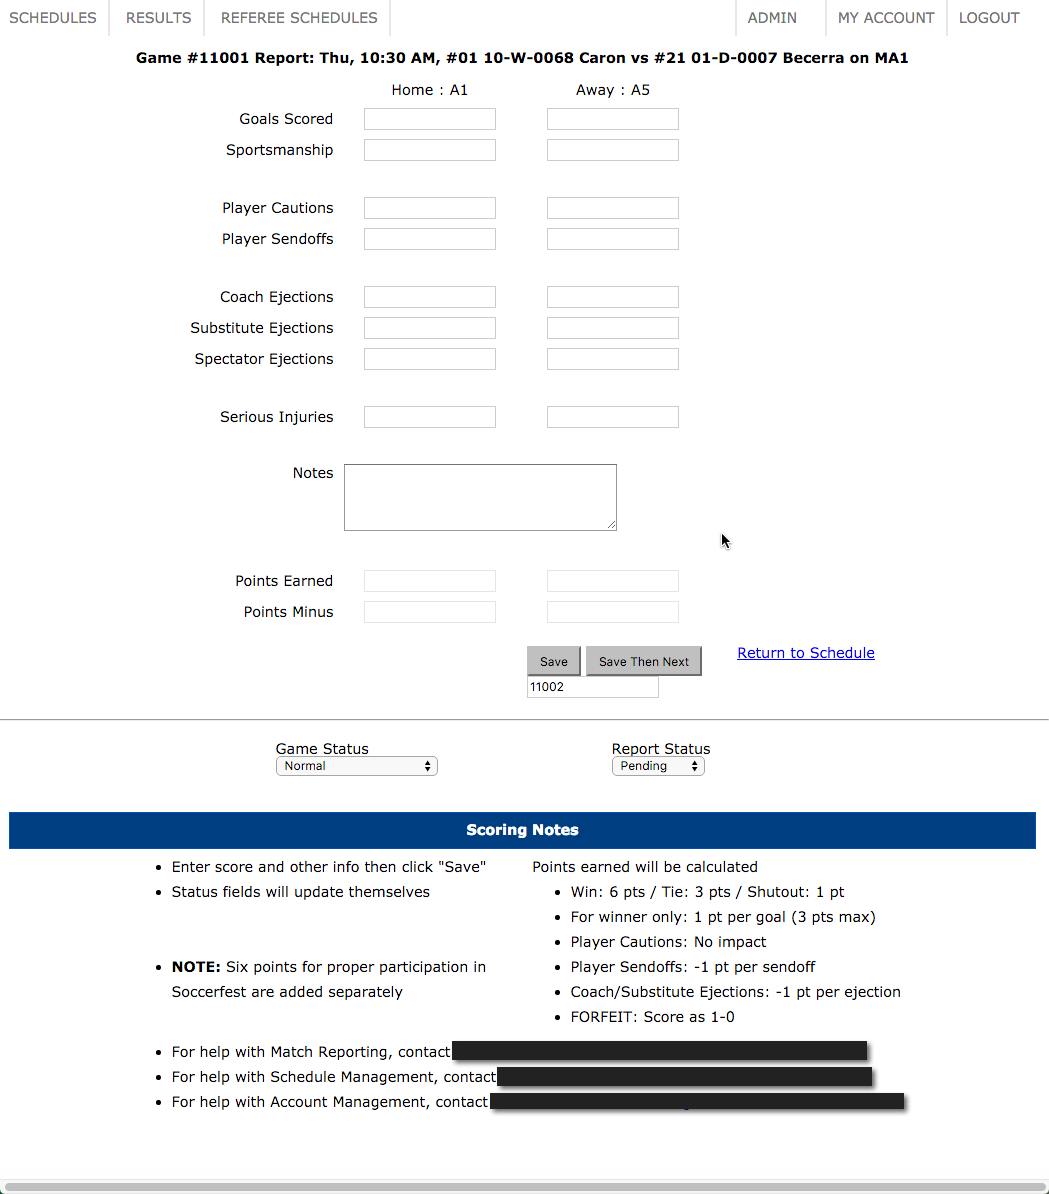 SCHEDULES RESULTS REFEREE SCHEDULES ADMIN MY ACCOUNT LOGOUT
Game #11001 Report: Thu, 10:30 AM, #01 10-W-0068 Caron vs #21 01-D-0007 Becerra on MA1
Home : A1 Away : A5
Goals Scored
Sportsmanship
Player Cautions
Player Sendoffs
Coach Ejections
Substitute Ejections
Spectator Ejections
Serious Injuries
Notes
Points Earned
Points Minus
Save Save Then Next Return to Schedule
11002
Game Status Report Status
Normal Pending
Scoring Notes
Enter score and other info then click "Save"
Status fields will update themselves
NOTE: Six points for proper participation in
Soccerfest are added separately
Points earned will be calculated
Win: 6 pts / Tie: 3 pts / Shutout: 1 pt
For winner only: 1 pt per goal (3 pts max)
Player Cautions: No impact
Player Sendoffs: -1 pt per sendoff
Coach/Substitute Ejections: -1 pt per ejection
FORFEIT: Score as 1-0
For help with Match Reporting, contact
For help with Schedule Management, contact
For help with Account Management, contact